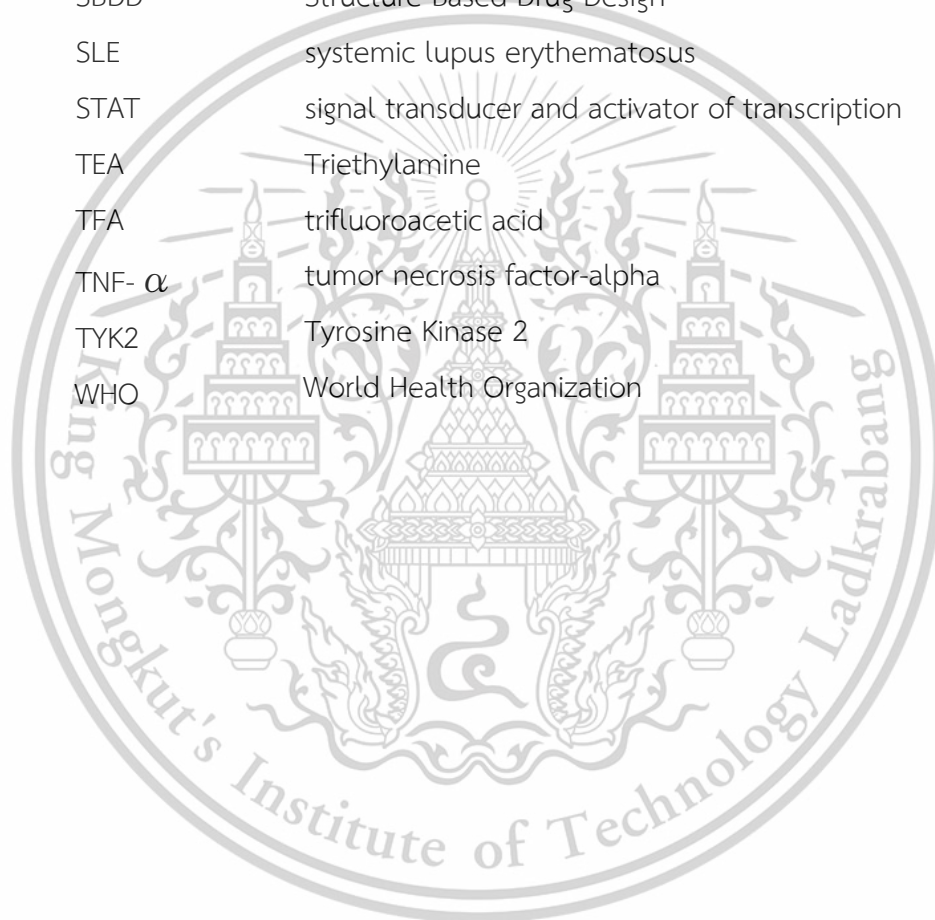 SBDD Structure Based Drug Design
SLE systemic lupus erythematosus
STAT signal transducer and activator of transcription
TEA Triethylamine
TFA trifluoroacetic acid
TNF- α tumor necrosis factor-alpha
TYK2 Tyrosine Kinase 2
WHO World Health Organization
King Mongkut's Institute of Technology Ladkrabang